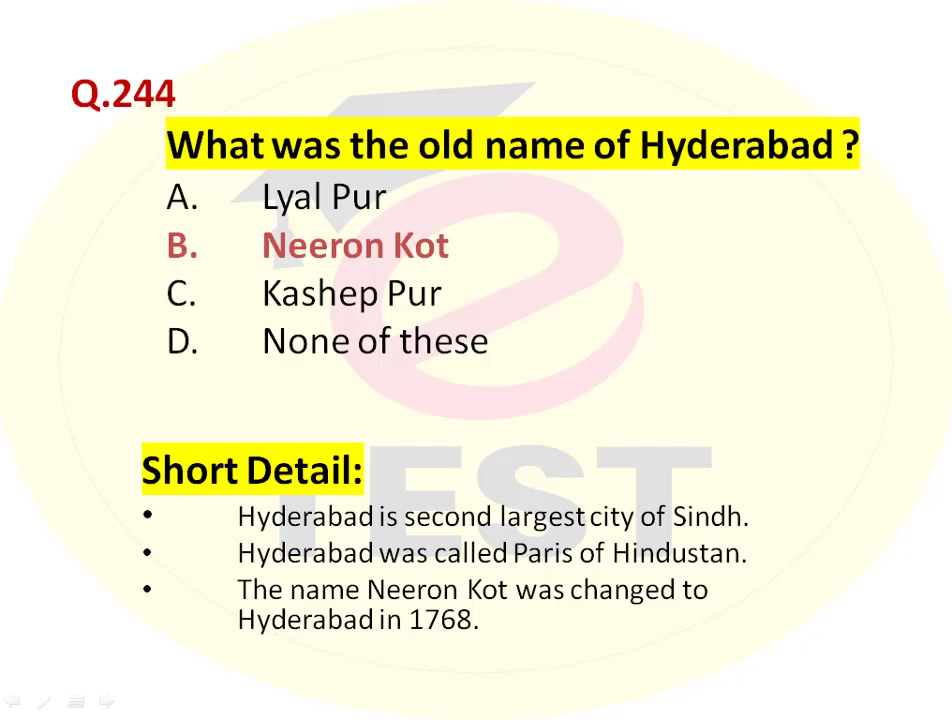 Q.244
What was the old name of Hyderabad ?
A. Lyal Pur
B. Neeron Kot
C. Kashep Pur
D. None of these
TEST
Short Detail:
• Hyderabad is second largest city of Sindh.
• Hyderabad was called Paris of Hindustan.
• The name Neeron Kot was changed to
Hyderabad in 1768.